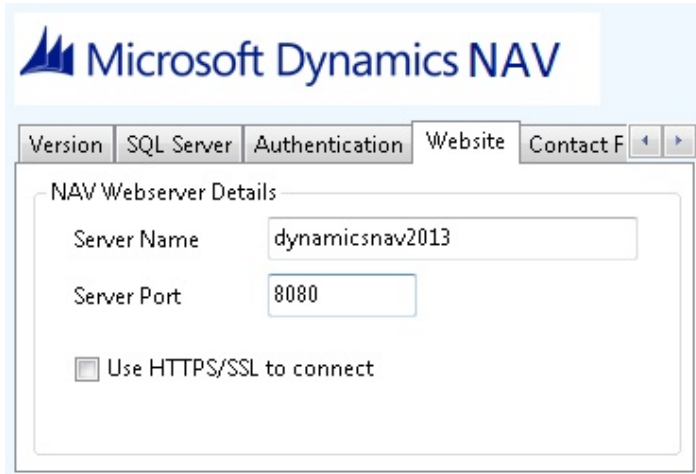 Microsoft Dynamics NAV
Version SQL Server Authentication Website Contact F
NAV Webserver Details
Server Name dynamicsnav2013
Server Port 8080
Use HTTPS/SSL to connect